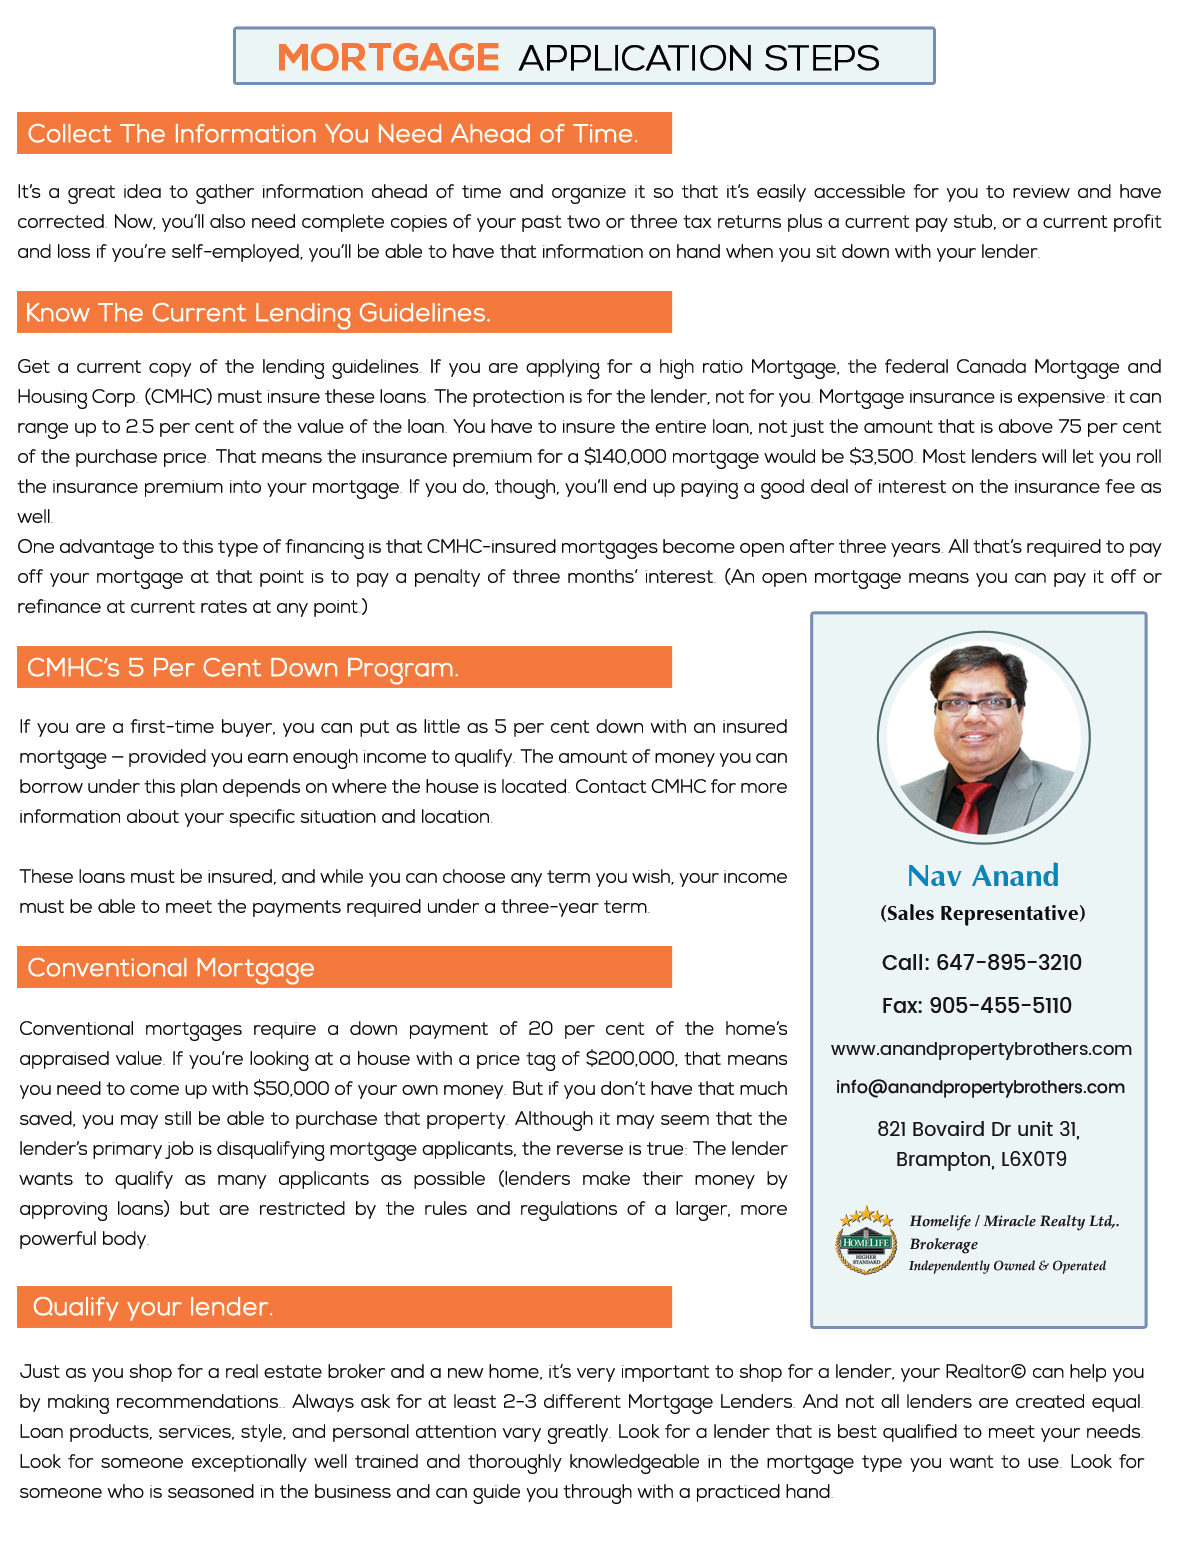 MORTGAGE APPLICATION STEPS
Collect The Information You Need Ahead of Time.
It's a great idea to gather information ahead of time and organize it so that it's easily accessible for you to review and have
corrected. Now, you'll also need complete copies of your past two or three tax returns plus a current pay stub, or a current profit
and loss if you're self-employed, you'll be able to have that information on hand when you sit down with your lender.
Know The Current Lending Guidelines.
Get a current copy of the lending guidelines. If you are applying for a high ratio Mortgage, the federal Canada Mortgage and
Housing Corp. (CMHC) must insure these loans. The protection is for the lender, not for you. Mortgage insurance is expensive: it can
range up to 2.5 per cent of the value of the loan. You have to insure the entire loan, not just the amount that is above 75 per cent
of the purchase price. That means the insurance premium for a $140,000 mortgage would be $3,500. Most lenders will let you roll
the insurance premium into your mortgage. If you do, though, you'll end up paying a good deal of interest on the insurance fee as
well.
One advantage to this type of financing is that CMHC-insured mortgages become open after three years. All that's required to pay
off your mortgage at that point is to pay a penalty of three months' interest. (An open mortgage means you can pay it off or
refinance at current rates at any point.)
CMHC's 5 Per Cent Down Program.
If you are a first-time buyer, you can put as little as 5 per cent down with an insured
mortgage – provided you earn enough income to qualify. The amount of money you can
borrow under this plan depends on where the house is located. Contact CMHC for more
information about your specific situation and location.
These loans must be insured, and while you can choose any term you wish, your income
must be able to meet the payments required under a three-year term.
Conventional Mortgage
Conventional mortgages require a down payment of 20 per cent of the home's
appraised value. If you're looking at a house with a price tag of $200,000, that means
you need to come up with $50,000 of your own money. But if you don't have that much
saved, you may still be able to purchase that property. Although it may seem that the
lender's primary job is disqualifying mortgage applicants, the reverse is true: The lender
wants to qualify as many applicants as possible (lenders make their money by
approving loans) but are restricted by the rules and regulations of a larger, more
powerful body.
Nav Anand
(Sales Representative)
Call: 647-895-3210
Fax: 905-455-5110
www.anandpropertybrothers.com
info@anandpropertybrothers.com
821 Bovaird Dr unit 31,
Brampton, L6X0T9
HOMELIFE
HIGHER
STANDARD
Homelife / Miracle Realty Ltd,.
Brokerage
Independently Owned & Operated
Qualify your lender.
Just as you shop for a real estate broker and a new home, it's very important to shop for a lender, your Realtor© can help you
by making recommendations.. Always ask for at least 2-3 different Mortgage Lenders. And not all lenders are created equal.
Loan products, services, style, and personal attention vary greatly. Look for a lender that is best qualified to meet your needs.
Look for someone exceptionally well trained and thoroughly knowledgeable in the mortgage type you want to use. Look for
someone who is seasoned in the business and can guide you through with a practiced hand.